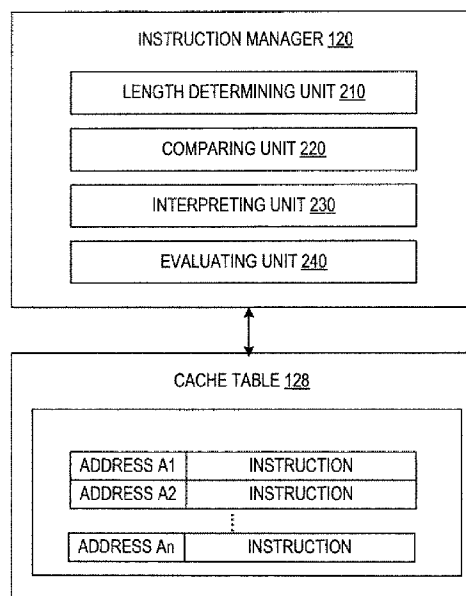 INSTRUCTION MANAGER 120
LENGTH DETERMINING UNIT 210
COMPARING UNIT 220
INTERPRETING UNIT 230
EVALUATING UNIT 240
CACHE TABLE 128
ADDRESS A1 INSTRUCTION
ADDRESS A2 INSTRUCTION
ADDRESS An INSTRUCTION